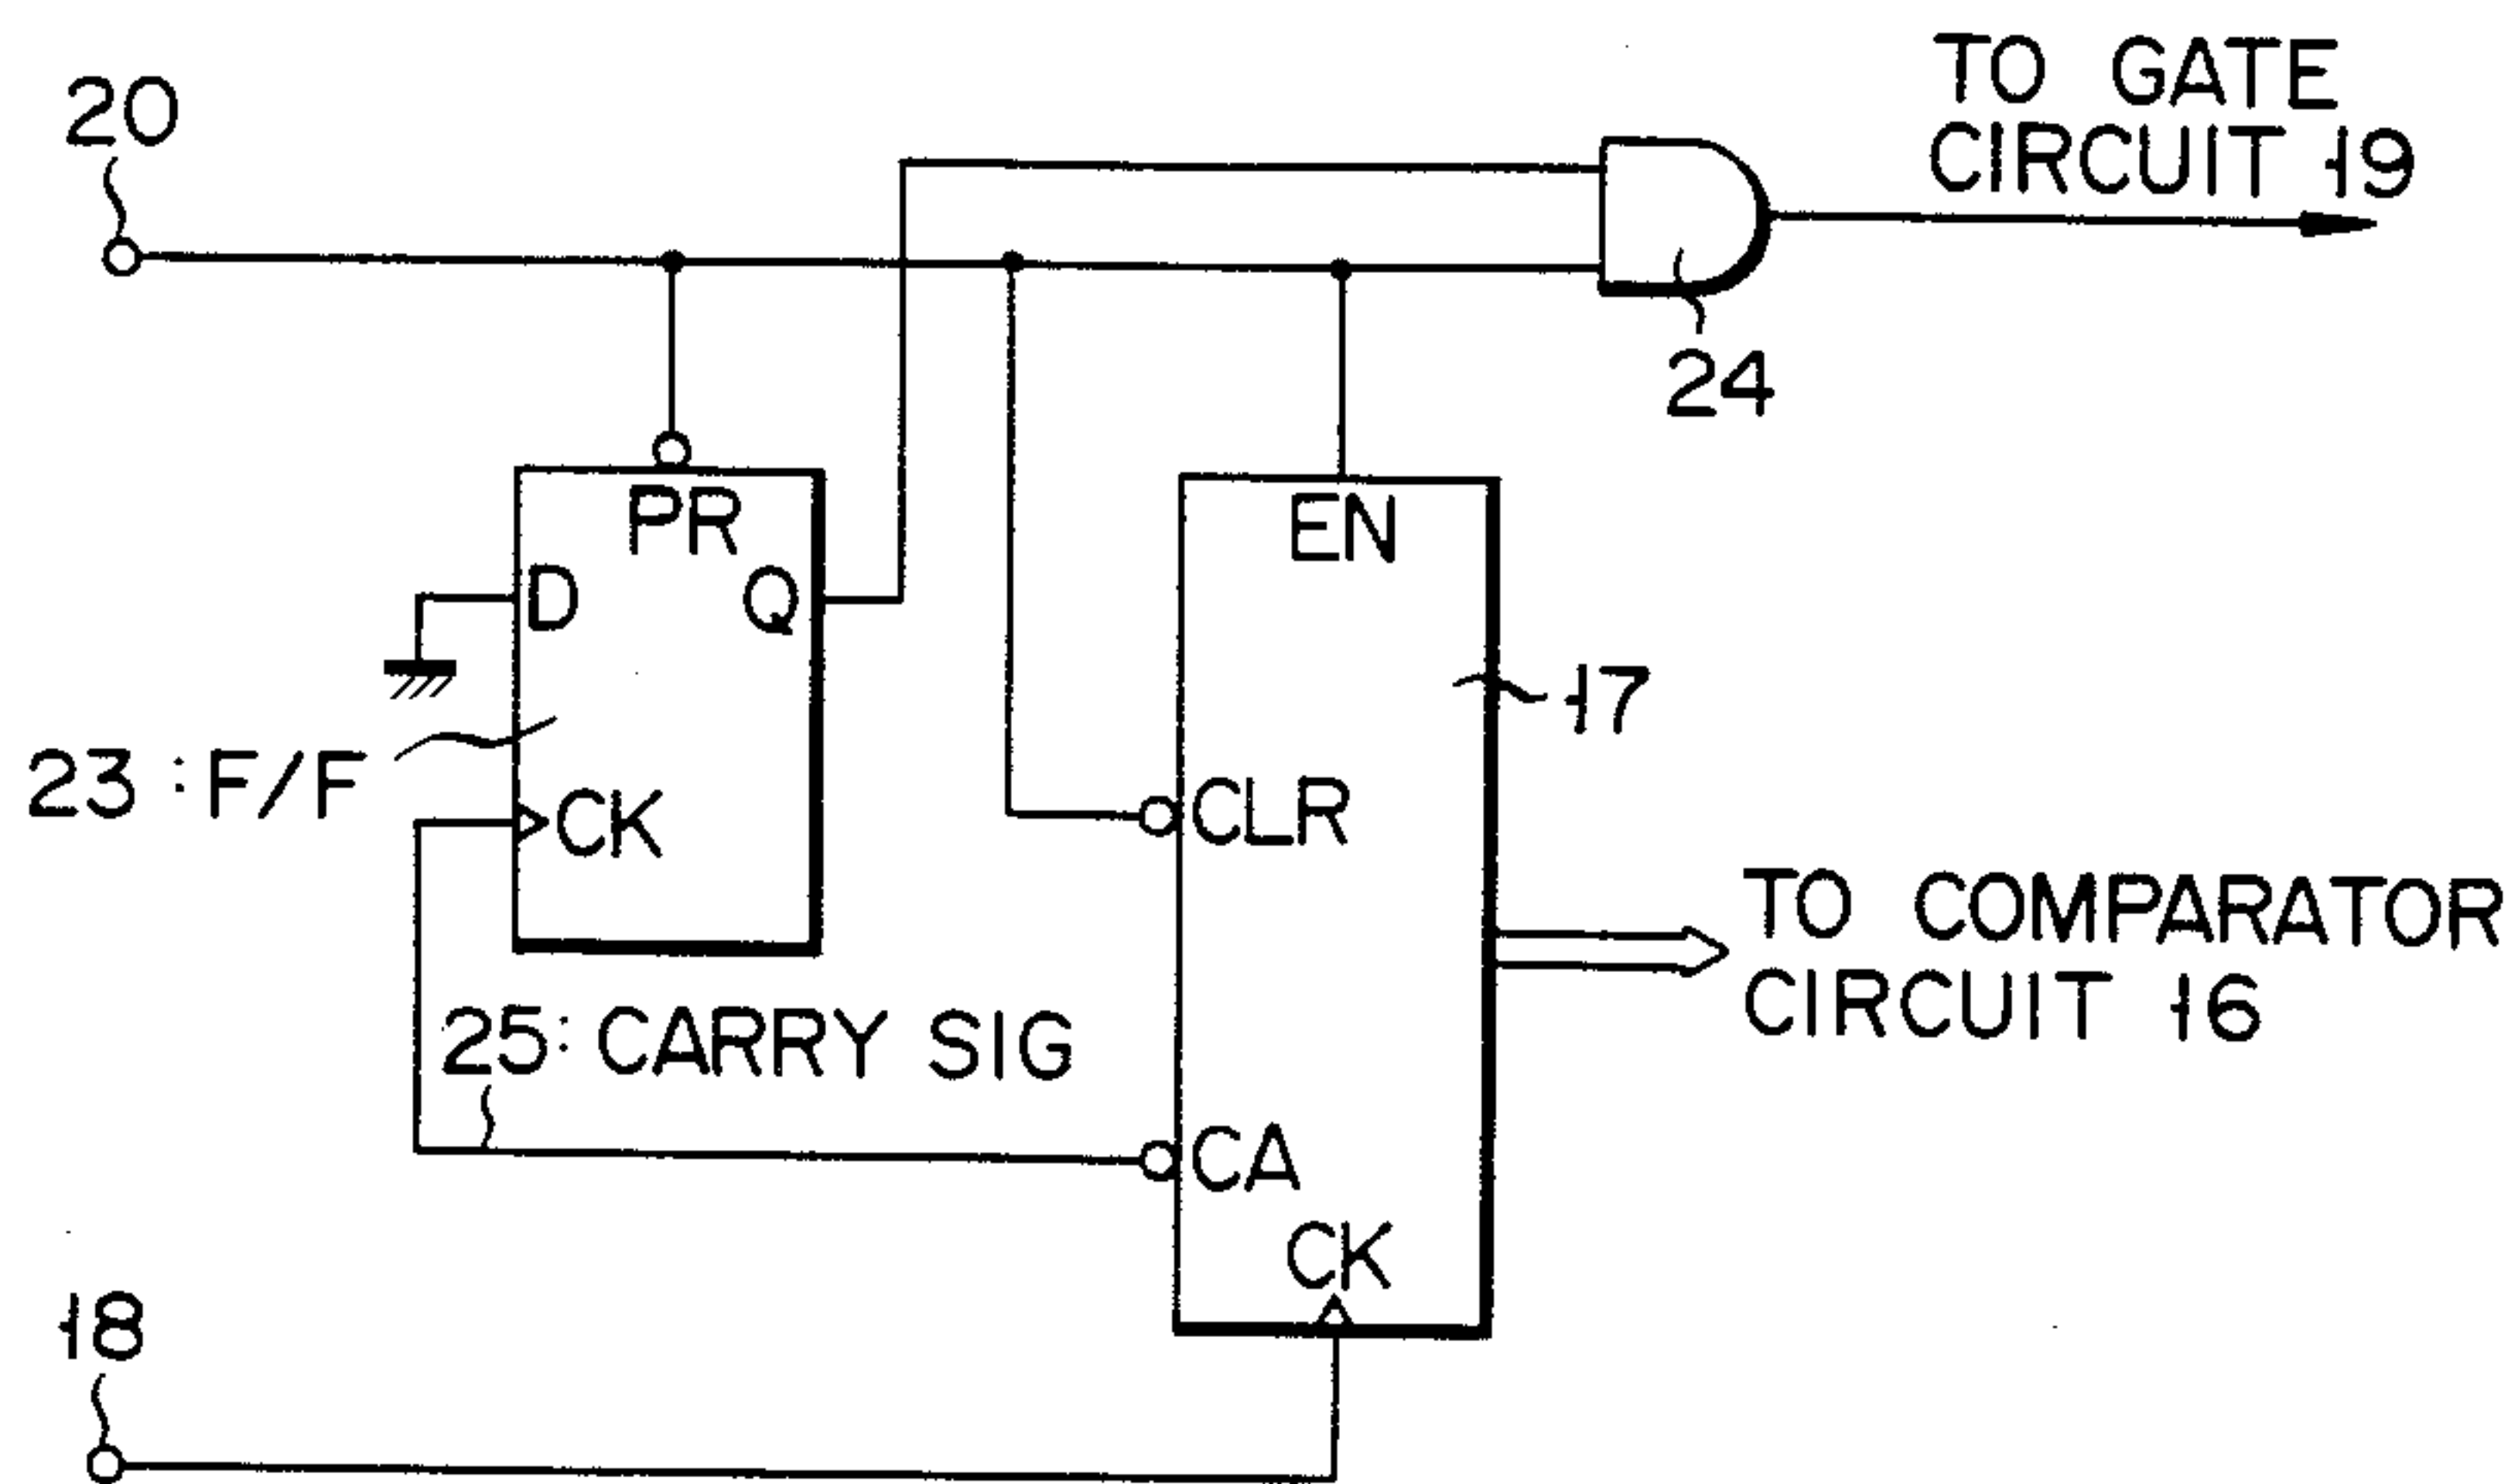 20
TO GATE
CIRCUIT 19
24
PR
D
Q
EN
17
23:F/F
CK
CLR
TO COMPARATOR
CIRCUIT 16
25: CARRY SIG
CA
CK
18